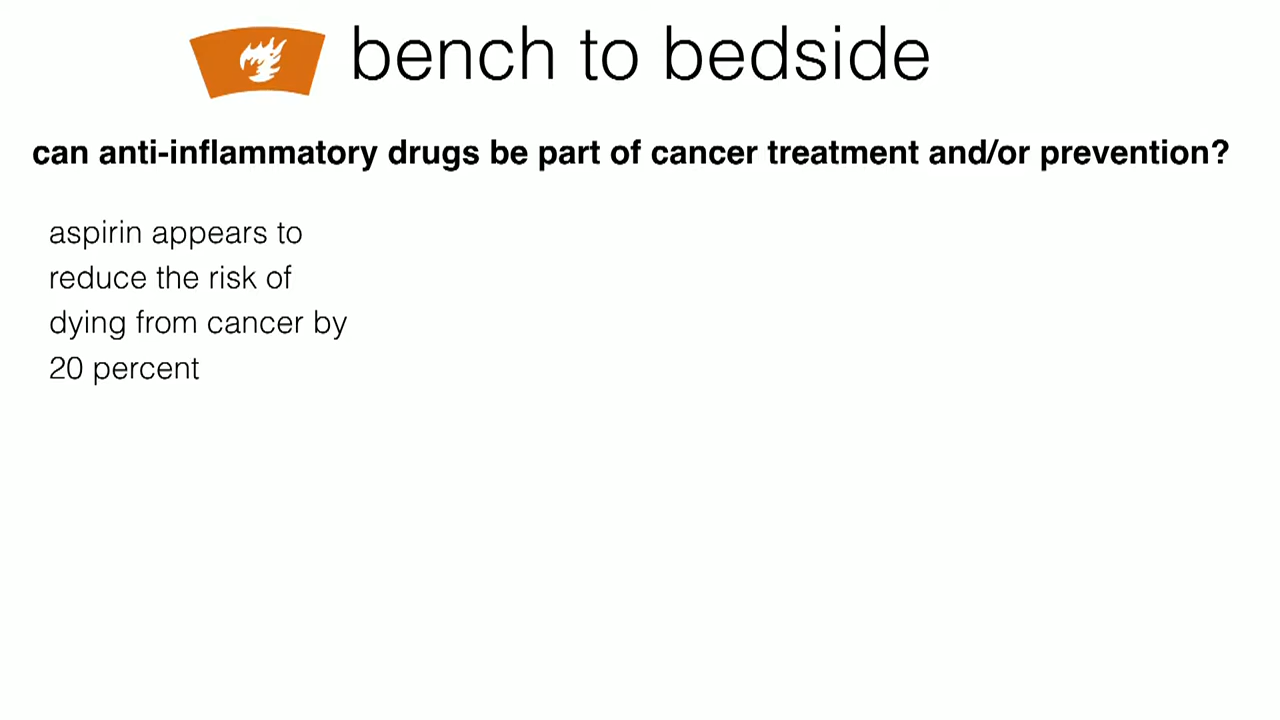 bench to bedside
can anti-inflammatory drugs be part of cancer treatment and/or prevention?
aspirin appears to
reduce the risk of
dying from cancer by
20 percent